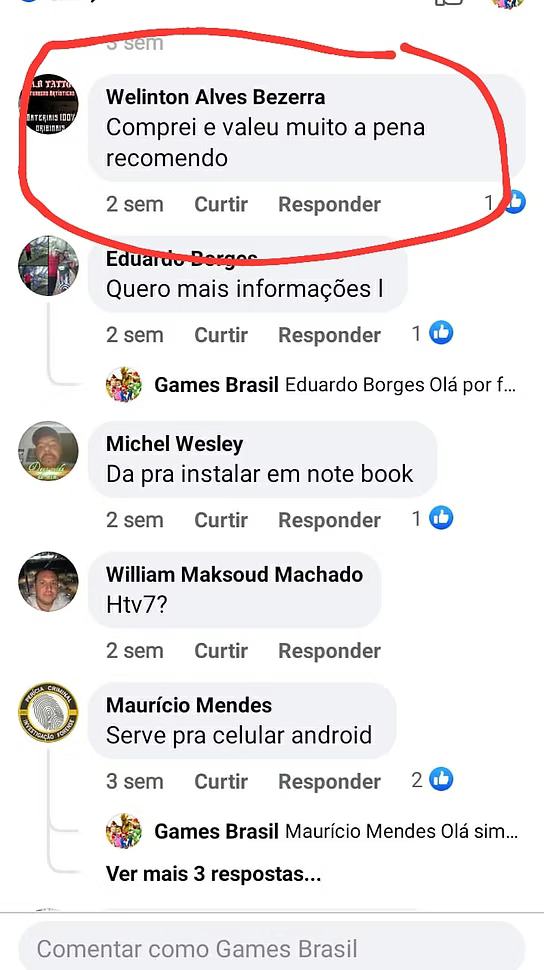 3 sem
Welinton Alves Bezerra
Comprei e valeu muito a pena
recomendo
2 sem Curtir Responder 1
Eduardo Borges
Quero mais informações l
2 sem Curtir Responder 1
Games Brasil Eduardo Borges Olá por f...
Michel Wesley
Da pra instalar em note book
2 sem Curtir Responder 1
William Maksoud Machado
Htv7?
2 sem Curtir Responder
PERÍCIA CRIMINAL
INVESTIGAÇÃO FORENSE
Maurício Mendes
Serve pra celular android
3 sem Curtir Responder 2
Games Brasil Maurício Mendes Olá sim...
Ver mais 3 respostas...
Comentar como Games Brasil